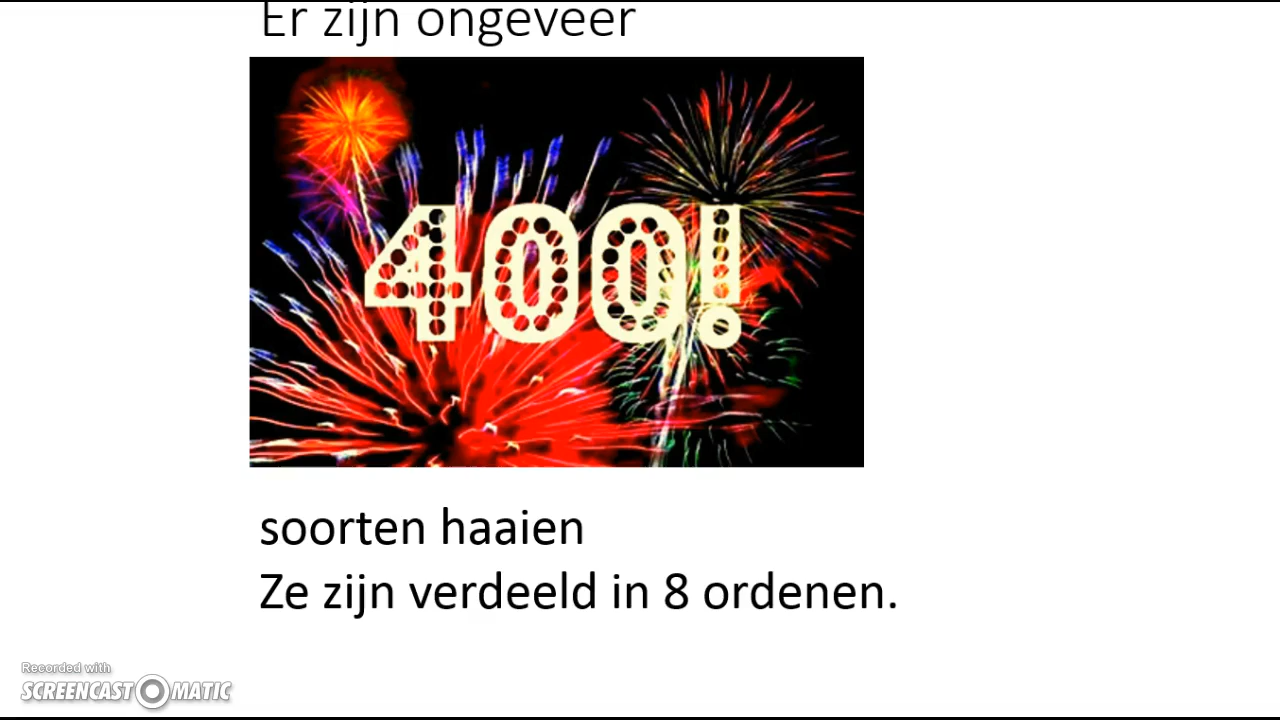 Er zijn ongeveer
400!
soorten haaien
Ze zijn verdeeld in 8 ordenen.
Recorded with
SCREENCAST MATIC